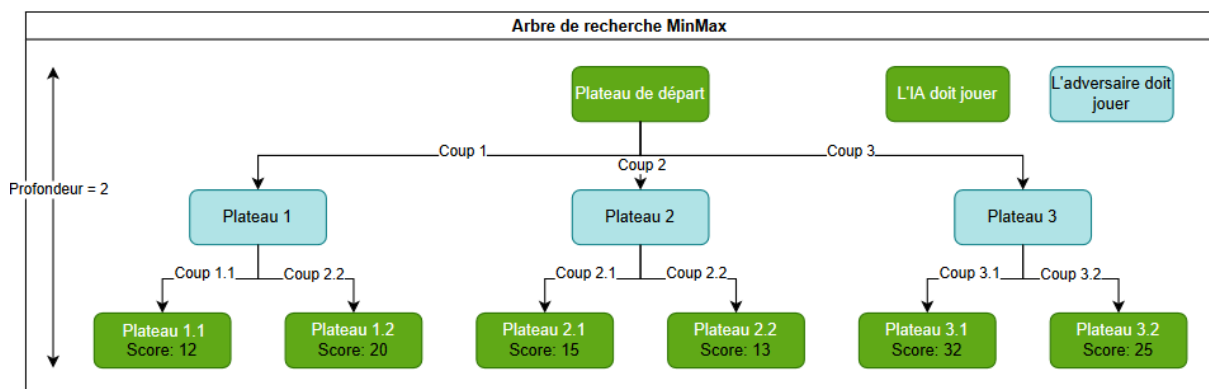 Arbre de recherche MinMax
Plateau de départ
L'IA doit jouer
L'adversaire doit
jouer
Coup 1
Coup 2
Coup 3
Profondeur = 2
Plateau 1
Plateau 2
Plateau 3
Coup 1.1
Coup 2.2
Coup 2.1
Coup 2.2
Coup 3.1
Coup 3.2
Plateau 1.1
Score: 12
Plateau 1.2
Score: 20
Plateau 2.1
Score: 15
Plateau 2.2
Score: 13
Plateau 3.1
Score: 32
Plateau 3.2
Score: 25